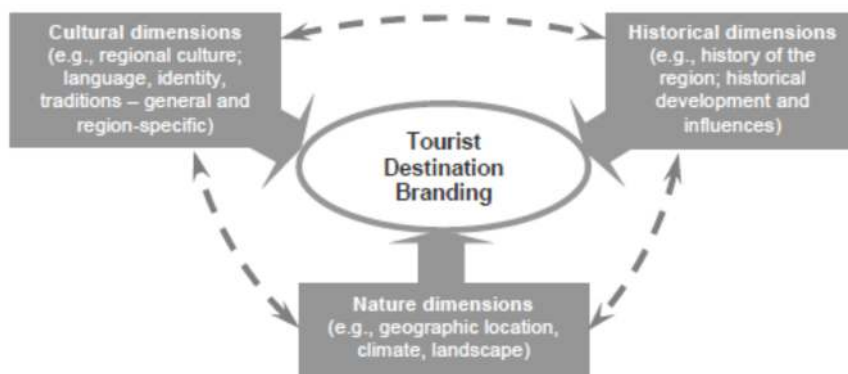 Cultural dimensions
(e.g., regional culture;
language, identity,
traditions – general and
region-specific)
Historical dimensions
(e.g., history of the
region; historical
development and
influences)
Tourist
Destination
Branding
Nature dimensions
(e.g., geographic location,
climate, landscape)